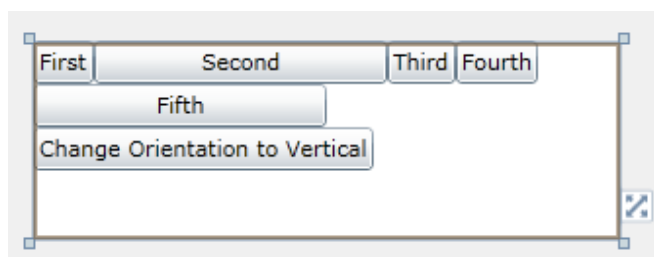 First Second Third Fourth
Fifth
Change Orientation to Vertical